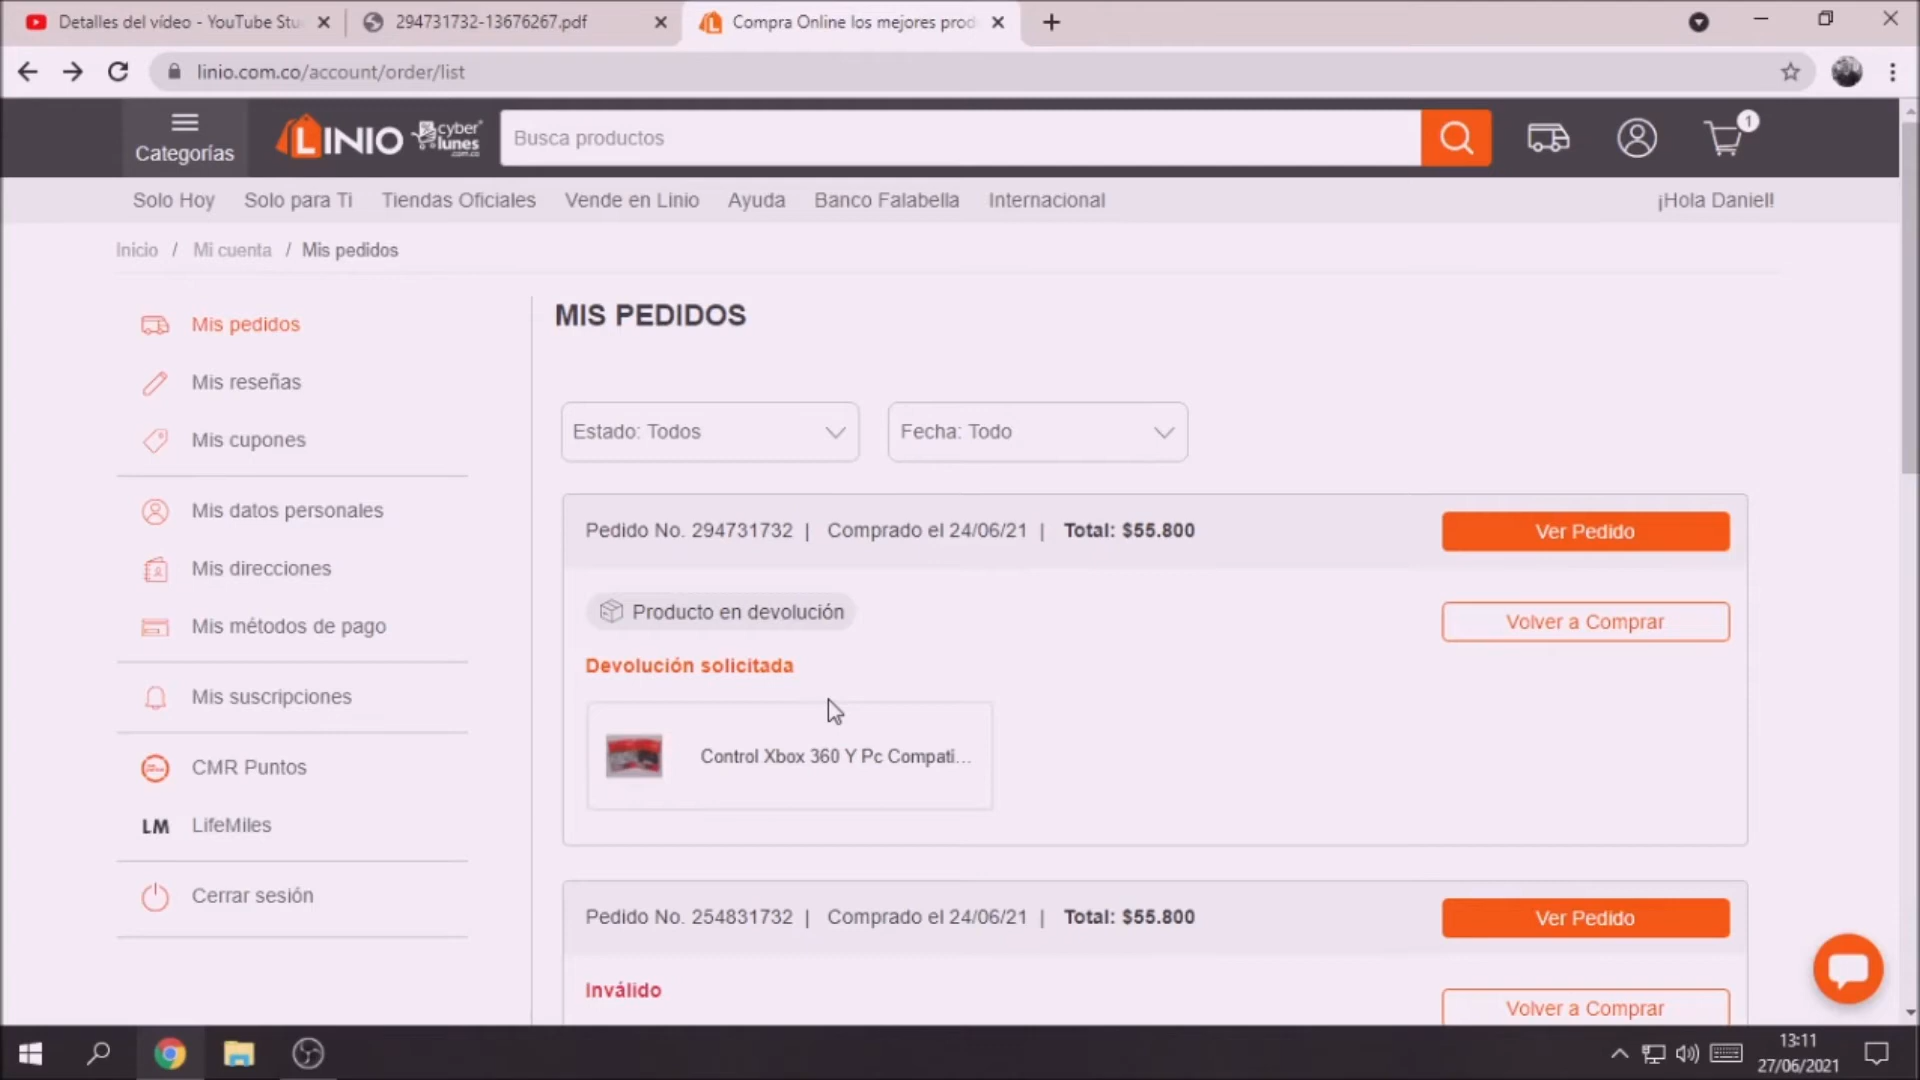 Detalles del vídeo - YouTube Stu
294731732-13676267.pdf
Compra Online los mejores prod
linio.com.co/account/order/list
Categorías
LINIO
cyber
lunes
.com.co
Busca productos
1
Solo Hoy
Solo para Ti
Tiendas Oficiales
Vende en Linio
Ayuda
Banco Falabella
Internacional
¡Hola Daniel!
Inicio / Mi cuenta / Mis pedidos
Mis pedidos
Mis reseñas
Mis cupones
Mis datos personales
Mis direcciones
Mis métodos de pago
Mis suscripciones
CMR Puntos
LM LifeMiles
Cerrar sesión
MIS PEDIDOS
Estado: Todos
Fecha: Todo
Pedido No. 294731732 | Comprado el 24/06/21 | Total: $55.800
Ver Pedido
Producto en devolución
Volver a Comprar
Devolución solicitada
Control Xbox 360 Y Pc Compati...
Pedido No. 254831732 | Comprado el 24/06/21 | Total: $55.800
Ver Pedido
Inválido
Volver a Comprar
13:11
27/06/2021